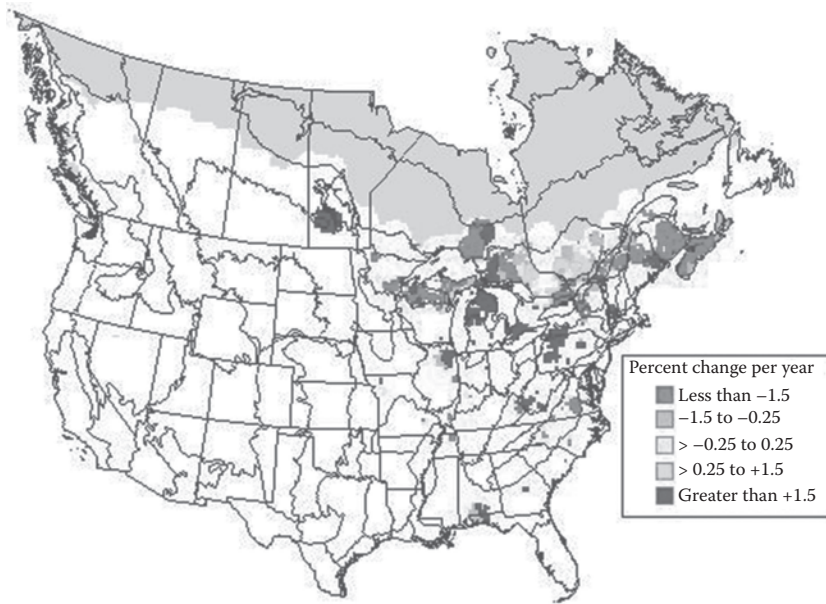 Percent change per year
Less than −1.5
−1.5 to −0.25
> −0.25 to 0.25
> 0.25 to +1.5
Greater than +1.5